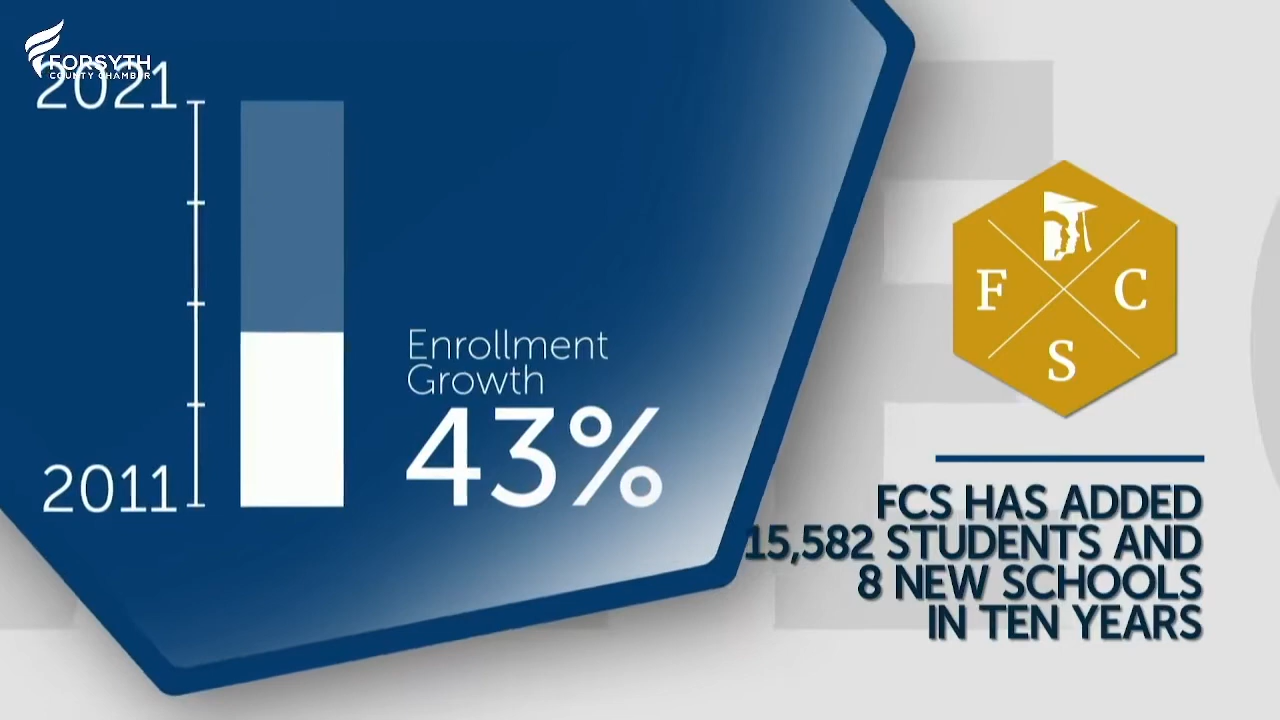 FORSYTH
COUNTY CHAMBER
2021
2011
Enrollment
Growth
43%
F C
S
FCS HAS ADDED
15,582 STUDENTS AND
8 NEW SCHOOLS
IN TEN YEARS